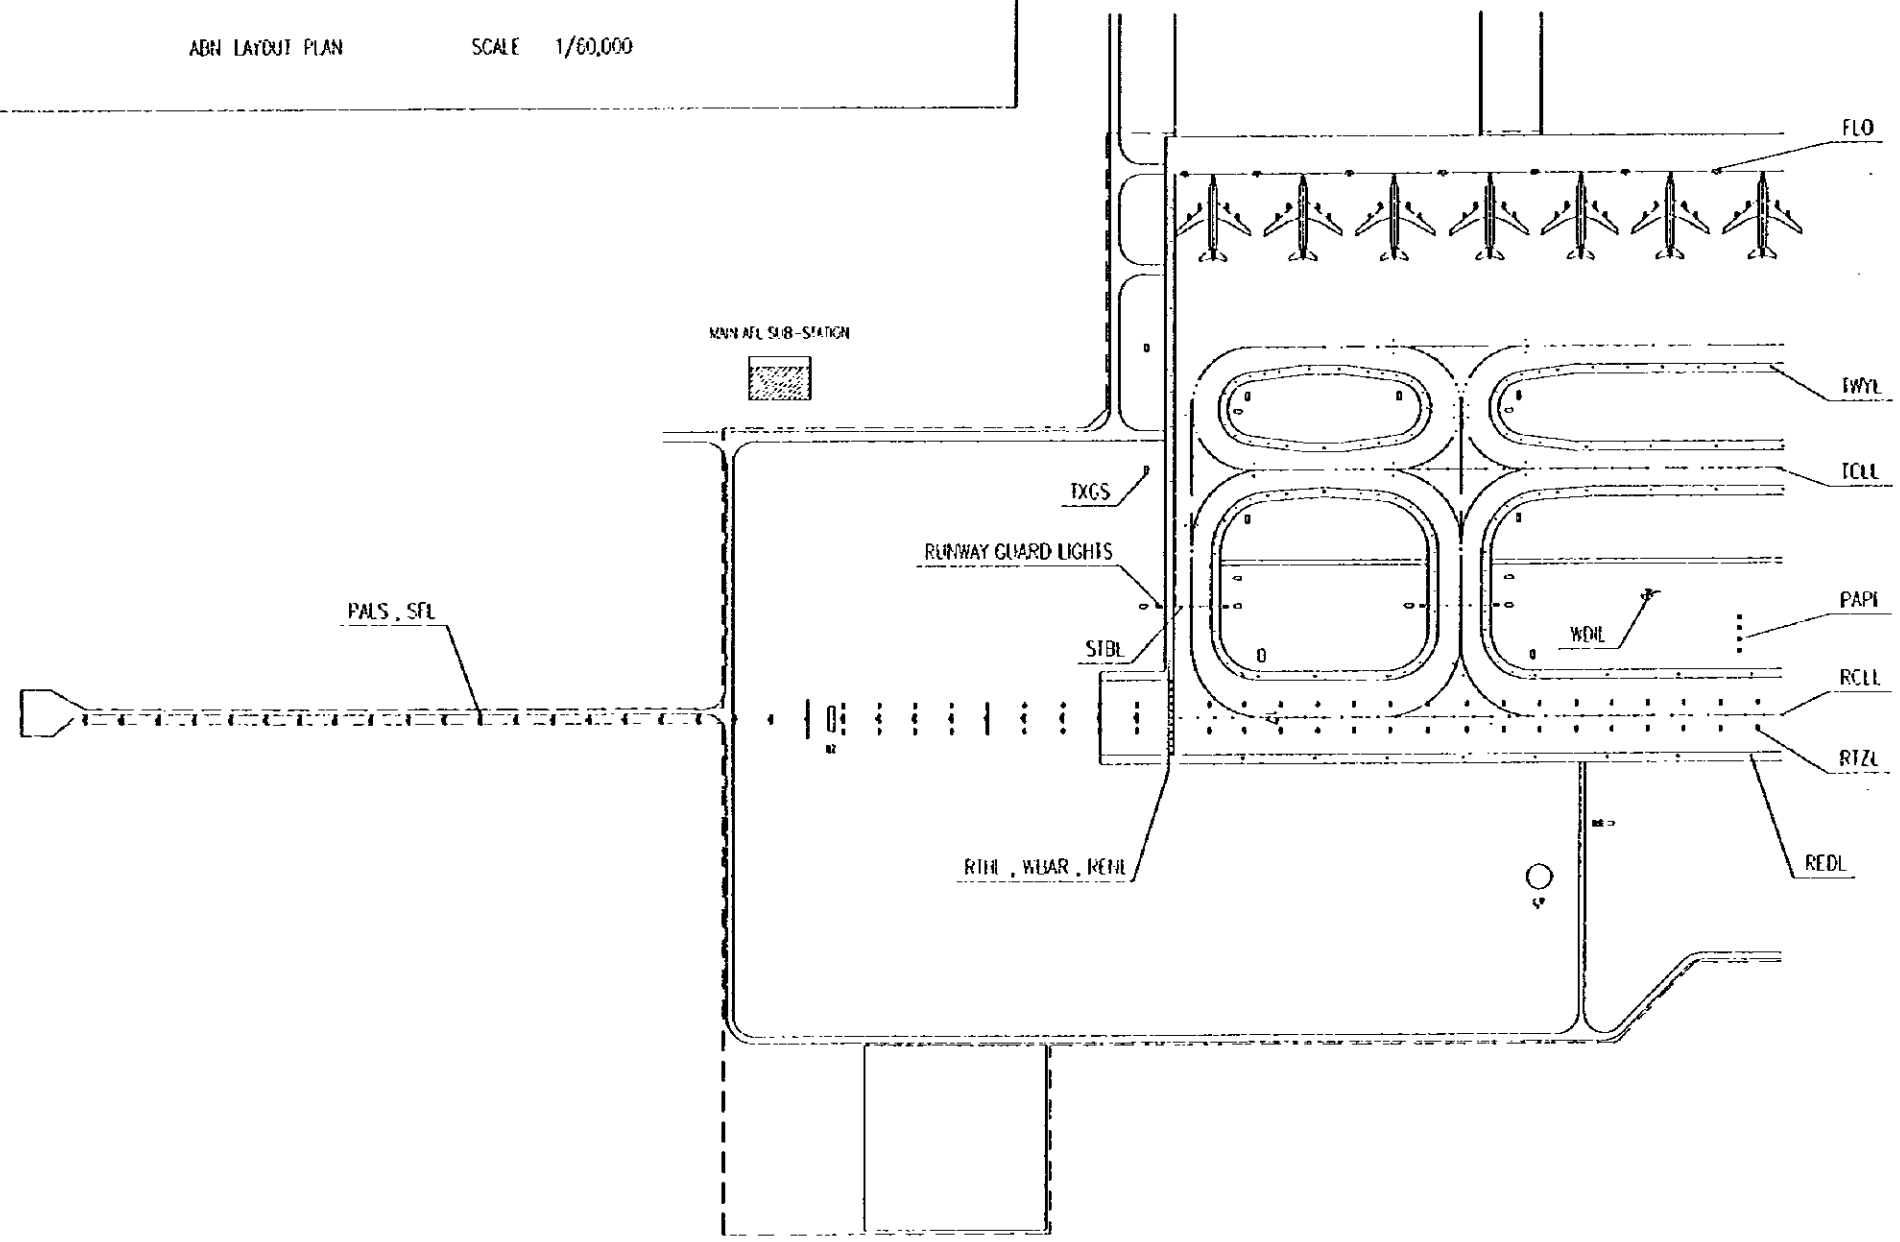 ABN LAYOUT PLAN SCALE 1/60,000
FLO
MAIN AFL SUB-STATION
TWYL
TCLL
TXGS
RUNWAY GUARD LIGHTS
PALS , SFL
PAPI
WDIL
STBL
RCLL
RTZL
RTHL , WBAR , RENL
REDL